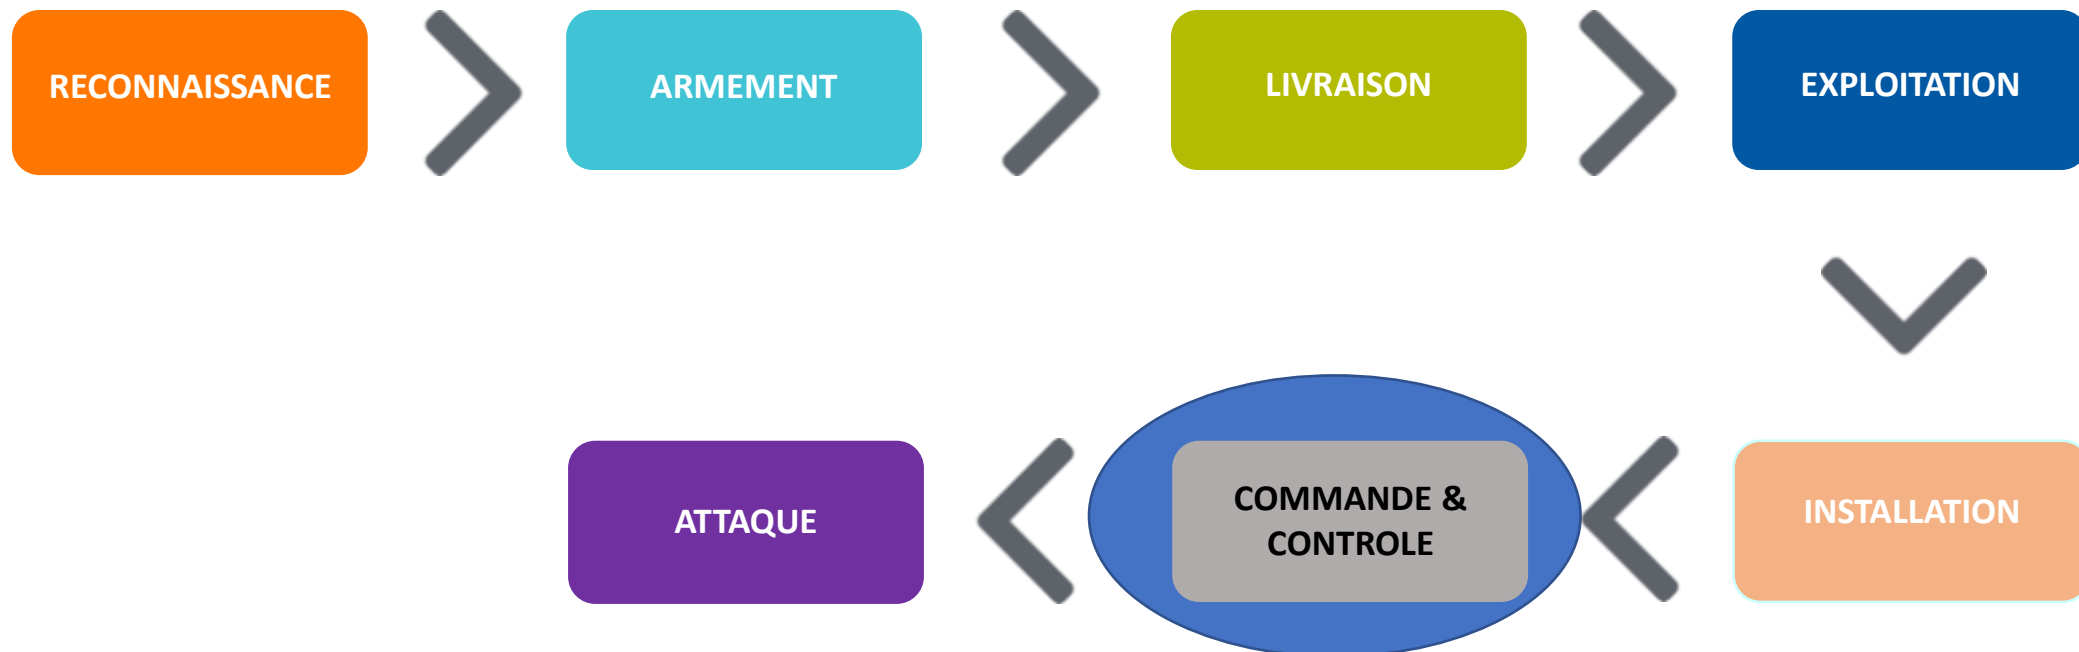 RECONNAISSANCE
ARMEMENT
LIVRAISON
EXPLOITATION
INSTALLATION
COMMANDE &
CONTROLE
ATTAQUE